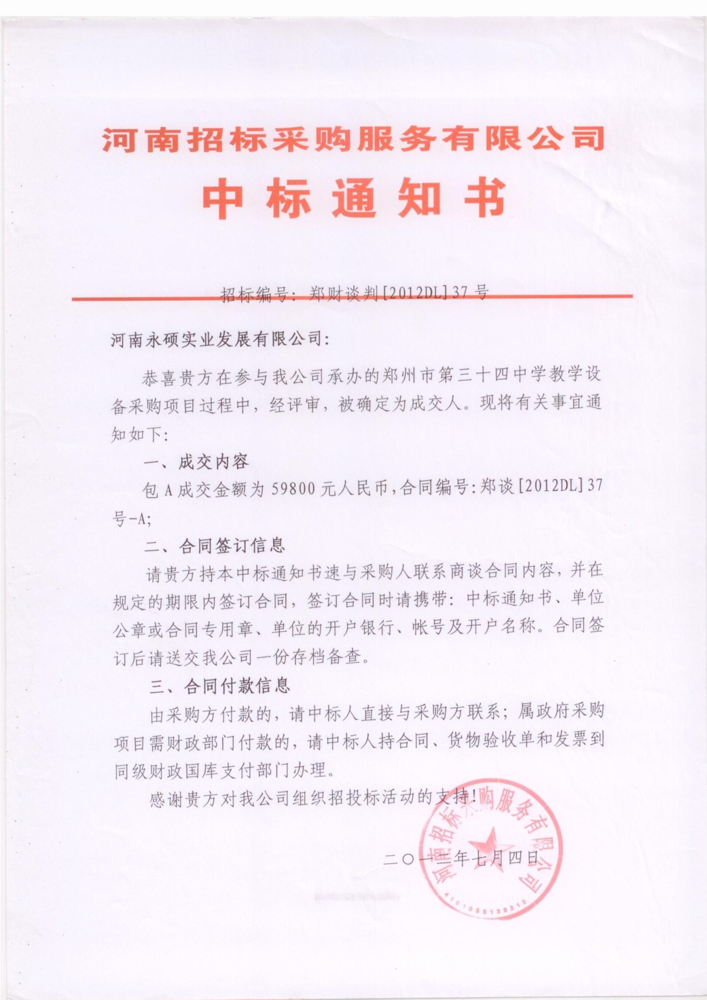 河南招标采购服务有限公司
中标通知书
招标编号：郑财谈判[2012DL]37号
河南永硕实业发展有限公司：
恭喜贵方在参与我公司承办的郑州市第三十四中学教学设
备采购项目过程中，经评审，被确定为成交人。现将有关事宜通
知如下：
一、成交内容
包A成交金额为59800元人民币，合同编号：郑谈[2012DL]37
号-A；
二、合同签订信息
请贵方持本中标通知书速与采购人联系商谈合同内容，并在
规定的期限内签订合同，签订合同时请携带：中标通知书、单位
公章或合同专用章、单位的开户银行、帐号及开户名称。合同签
订后请送交我公司一份存档备查。
三、合同付款信息
由采购方付款的，请中标人直接与采购方联系；属政府采购
项目需财政部门付款的，请中标人持合同、货物验收单和发票到
同级财政国库支付部门办理。
感谢贵方对我公司组织招投标活动的支持！
二〇一二年七月四日
河南招标采购服务有限公司
4101055139212